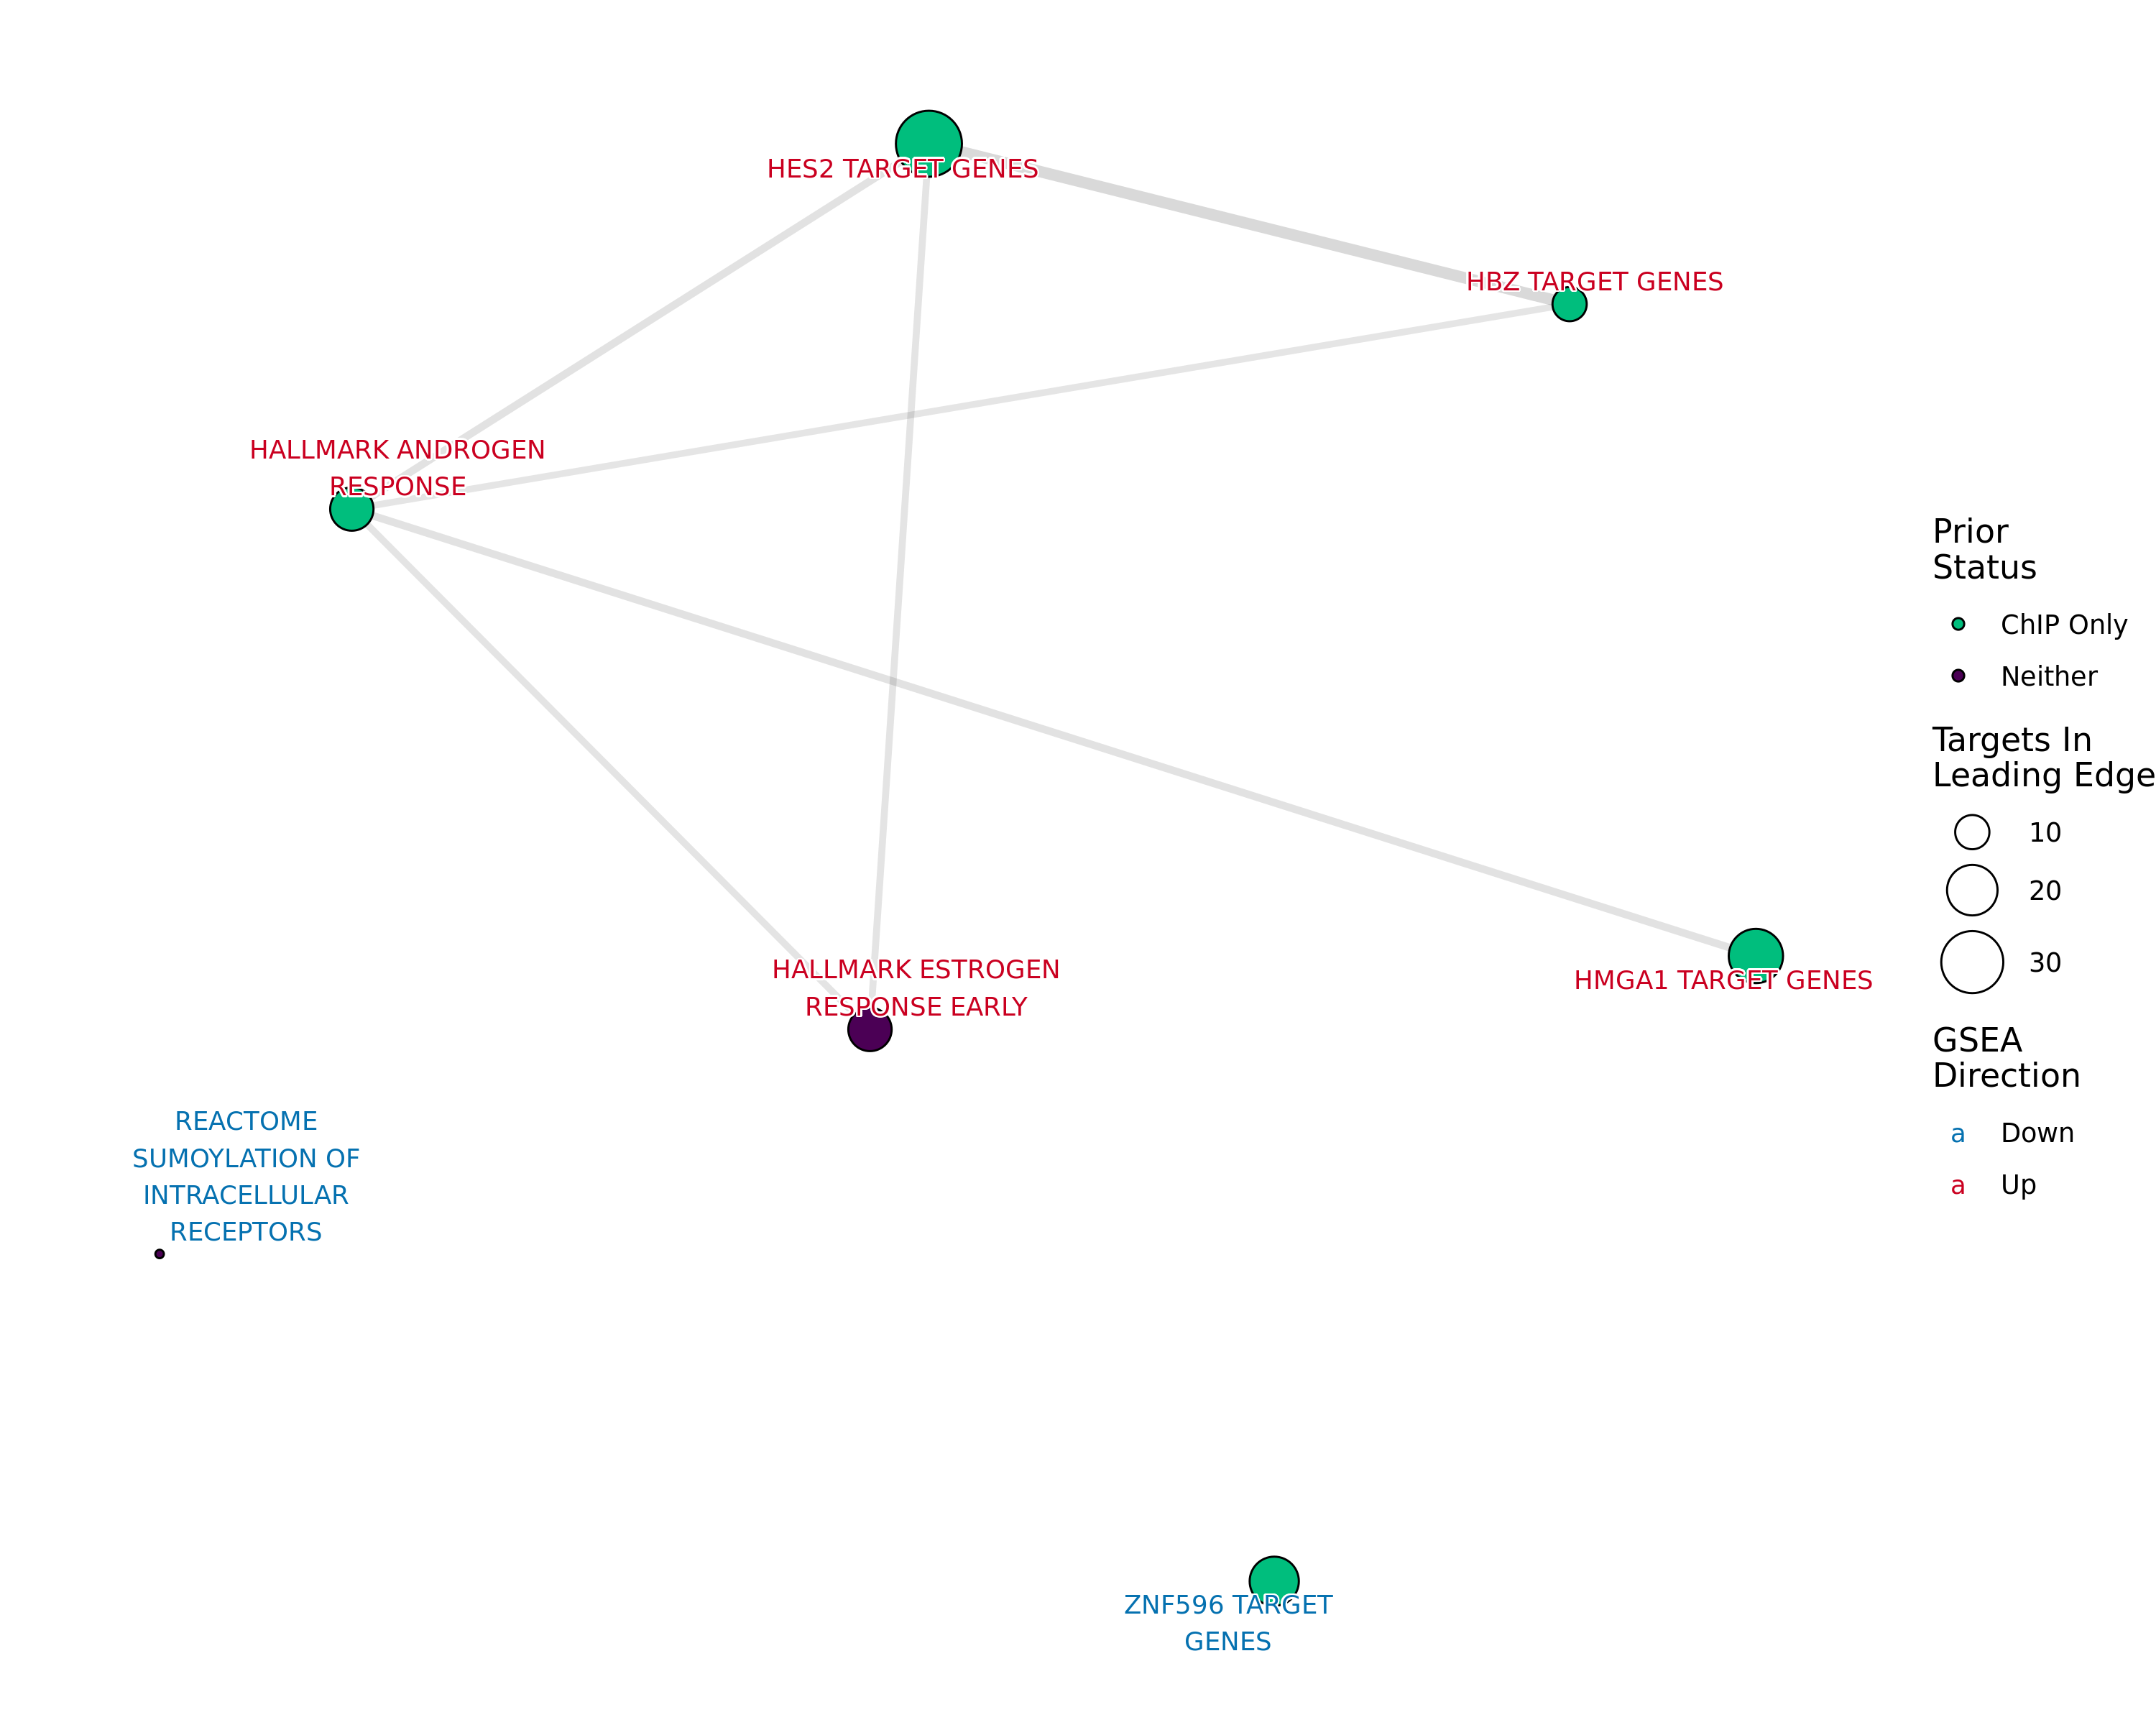 HES2 TARGET GENES
HBZ TARGET GENES
HALLMARK ANDROGEN
RESPONSE
HALLMARK ESTROGEN
RESPONSE EARLY
HMGA1 TARGET GENES
REACTOME
SUMOYLATION OF
INTRACELLULAR
RECEPTORS
ZNF596 TARGET
GENES
Prior
Status
ChIP Only
Neither
Targets In
Leading Edge
10
20
30
GSEA
Direction
a Down
a Up